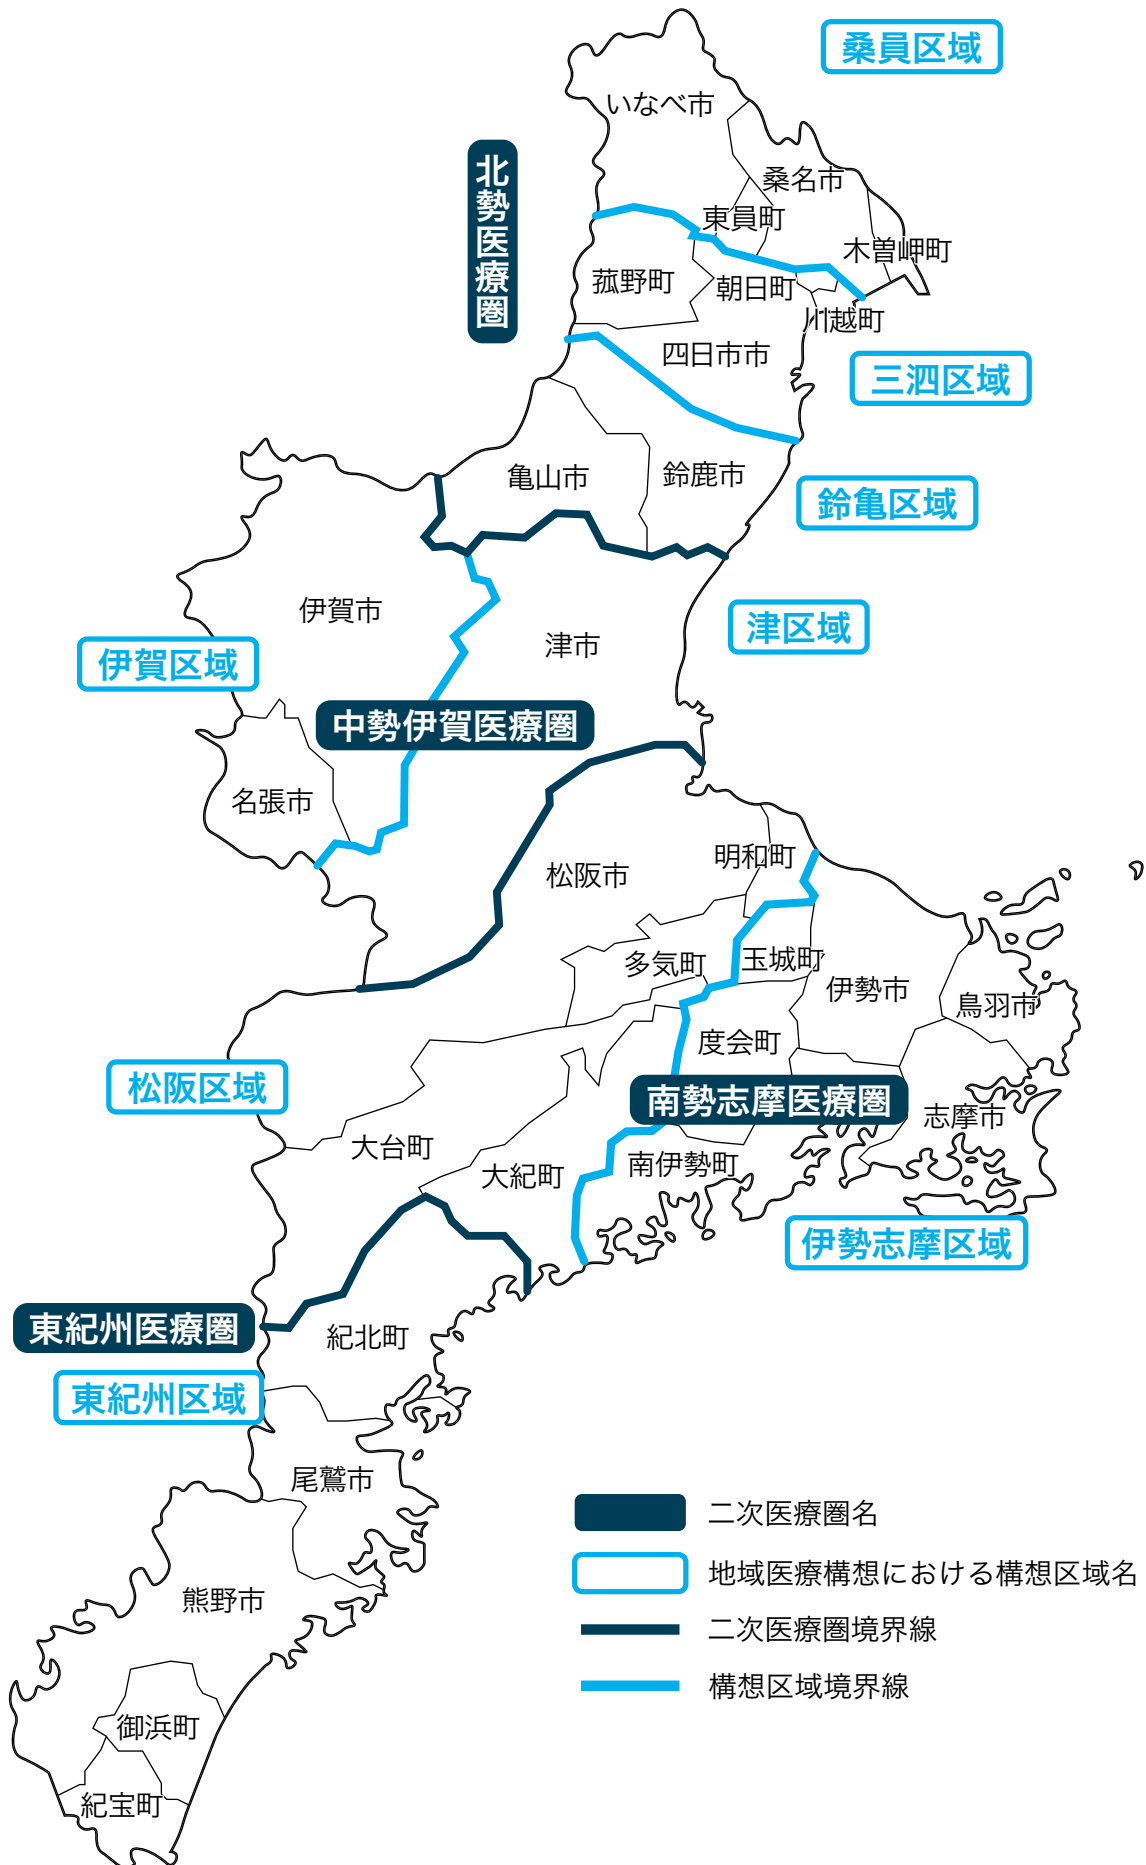 桑員区域
いなべ市
北勢医療圏
桑名市
東員町
木曽岬町
菰野町
朝日町
川越町
四日市市
三泗区域
亀山市
鈴鹿市
鈴亀区域
伊賀市
津市
津区域
伊賀区域
中勢伊賀医療圏
名張市
明和町
松阪市
多気町
玉城町
伊勢市
鳥羽市
度会町
松阪区域
南勢志摩医療圏
志摩市
大台町
大紀町
南伊勢町
伊勢志摩区域
東紀州医療圏
紀北町
東紀州区域
尾鷲市
熊野市
御浜町
紀宝町
二次医療圏名
地域医療構想における構想区域名
二次医療圏境界線
構想区域境界線